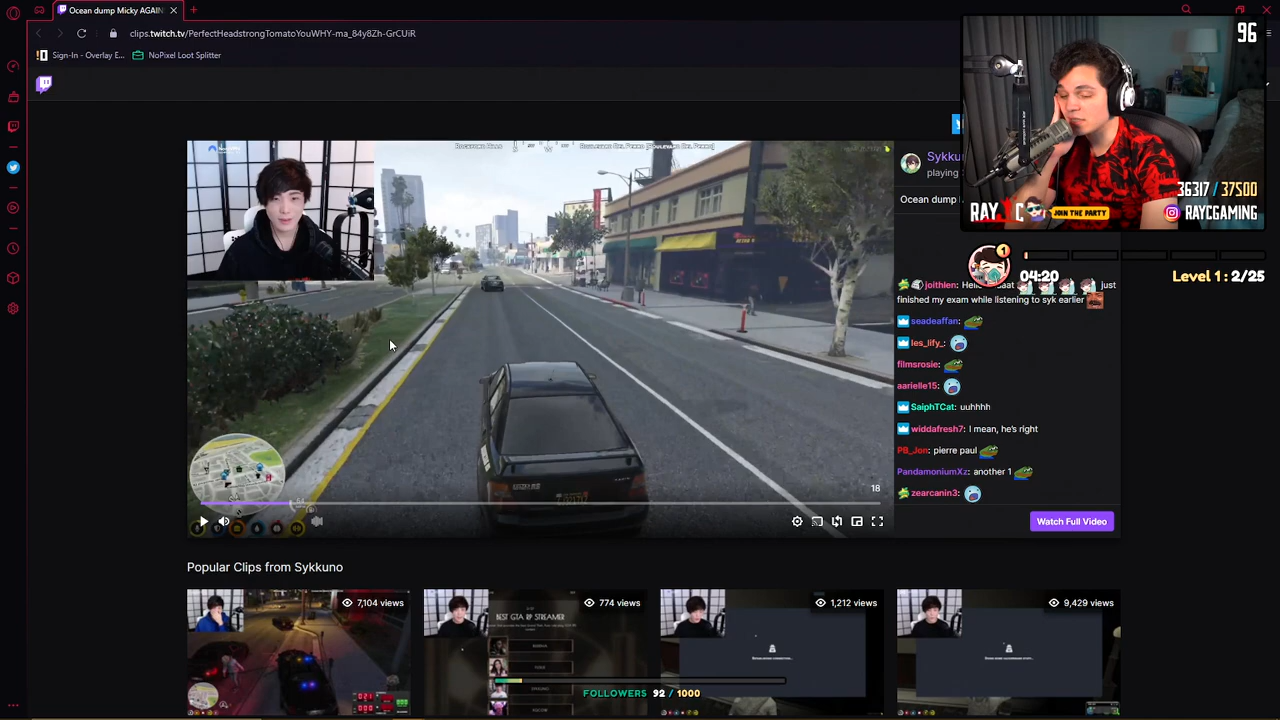 Ocean dump Micky AGAIN
clips.twitch.tv/PerfectHeadstrongTomatoYouWHY-ma_84y8Zh-GrCUiR
Sign-In - Overlay E...
NoPixel Loot Splitter
96
36317 / 37500
RAY C
JOIN THE PARTY
RAYCGAMING
1
04:20
Level 1 : 2/25
Sykku
playing
Ocean dump
joithlen: Hell
just
finished my exam while listening to syk earlier
seadeaffan:
les_lify_:
filmsrosie:
aarielle15:
SaiphTCat: uuhhhh
widdafresh7: I mean, he's right
PB_Jon: pierre paul
PandamoniumXz: another 1
zearcanin3:
64
18
Watch Full Video
Popular Clips from Sykkuno
7,104 views
774 views
1,212 views
9,429 views
BEST GTA RP STREAMER
FOLLOWERS 92 / 1000